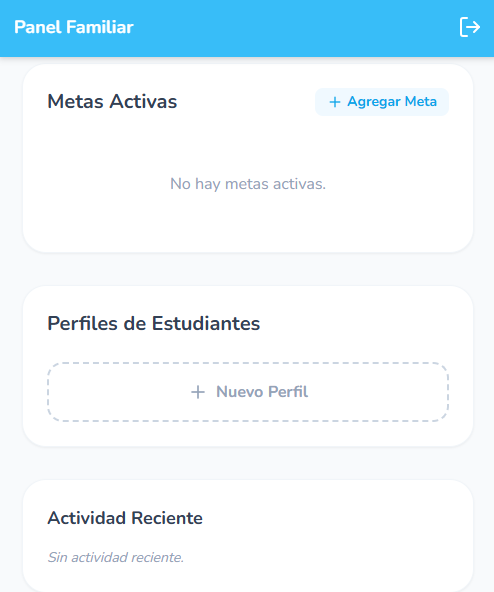 Panel Familiar
Metas Activas
+ Agregar Meta
No hay metas activas.
Perfiles de Estudiantes
+ Nuevo Perfil
Actividad Reciente
Sin actividad reciente.